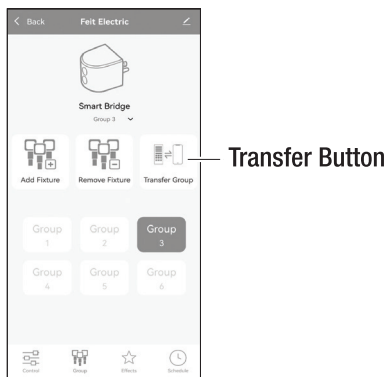 Back Feit Electric
Smart Bridge
Group 3
Transfer Button
Add Fixture Remove Fixture Transfer Group
Group Group Group
1 2 3
Group Group Group
4 5 6
Control Group Effects Schedule